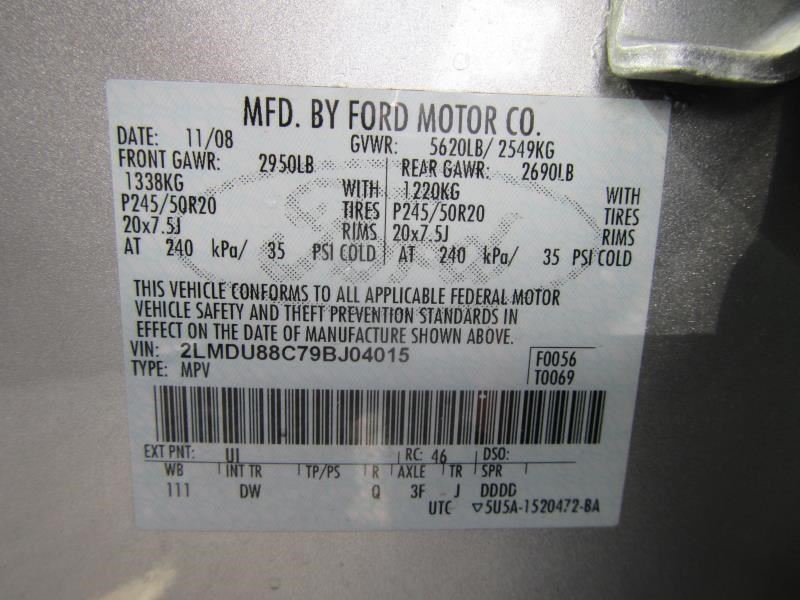 MFD. BY FORD MOTOR CO.
DATE: 11/08 GVWR: 5620LB/ 2549KG
FRONT GAWR: 2950LB REAR GAWR: 2690LB
1338KG WITH 1220KG WITH
P245/50R20 TIRES P245/50R20 TIRES
20x7.5J RIMS 20x7.5J RIMS
AT 240 kPa/ 35 PSI COLD AT 240 kPa/ 35 PSI COLD
THIS VEHICLE CONFORMS TO ALL APPLICABLE FEDERAL MOTOR
VEHICLE SAFETY AND THEFT PREVENTION STANDARDS IN
EFFECT ON THE DATE OF MANUFACTURE SHOWN ABOVE.
VIN: 2LMDU88C79BJ04015 F0056
TYPE: MPV T0069
EXT PNT: UI RC: 46 DSO:
WB INT TR TP/PS R AXLE TR SPR
111 DW Q 3F J DDDD
UTC ▽5U5A-1520472-BA